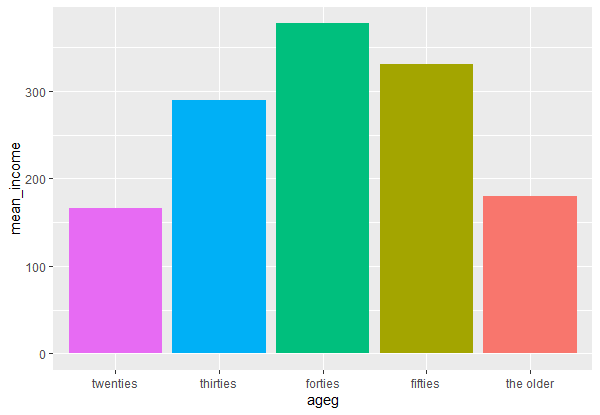 mean_income
300
200
100
0
twenties thirties forties fifties the older
ageg